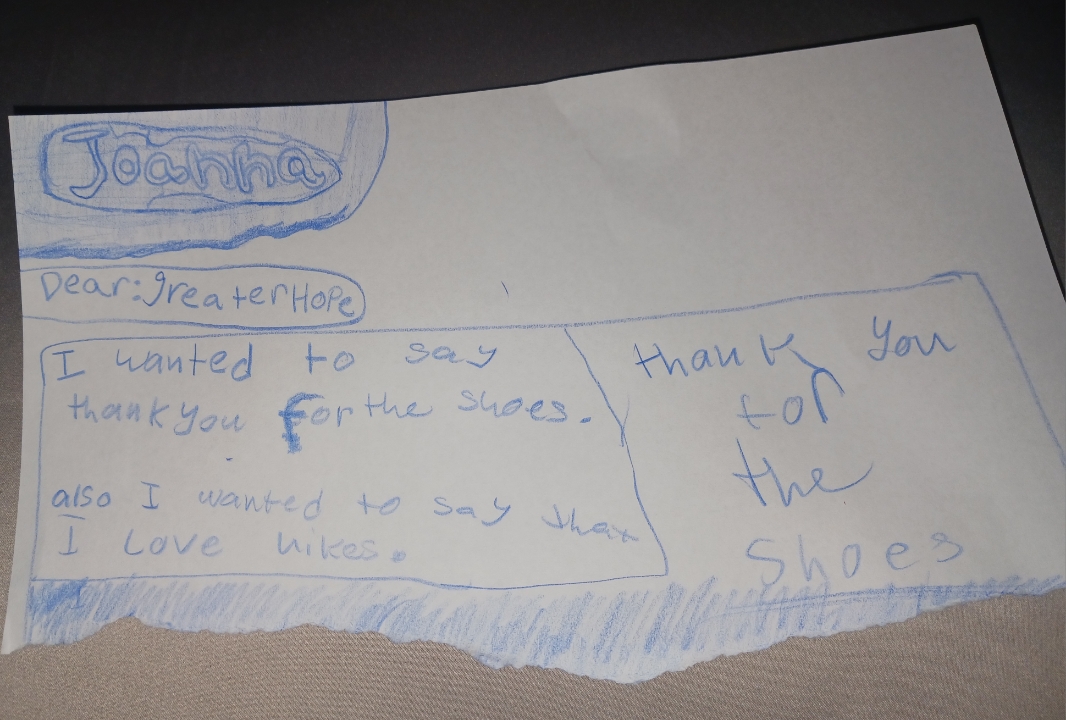 Joanna
Dear: greaterHope
I wanted to say
thank you for the shoes.
also I wanted to say that
I Love nikes.
thank you
for
the
shoes